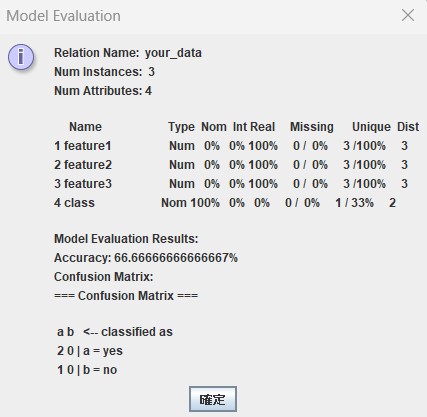 Model Evaluation
Relation Name: your_data
Num Instances: 3
Num Attributes: 4
Name Type Nom Int Real Missing Unique Dist
1 feature1 Num 0% 0% 100% 0 / 0% 3 /100% 3
2 feature2 Num 0% 0% 100% 0 / 0% 3 /100% 3
3 feature3 Num 0% 0% 100% 0 / 0% 3 /100% 3
4 class Nom 100% 0% 0% 0 / 0% 1 / 33% 2
Model Evaluation Results:
Accuracy: 66.66666666666667%
Confusion Matrix:
=== Confusion Matrix ===
a b <-- classified as
2 0 | a = yes
1 0 | b = no
確定